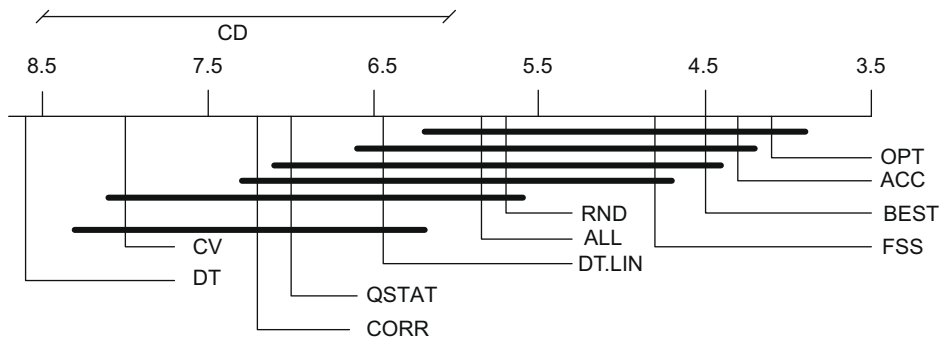 CD
8.5 7.5 6.5 5.5 4.5 3.5
OPT
ACC
RND BEST
ALL
CV FSS
DT.LIN
DT
QSTAT
CORR